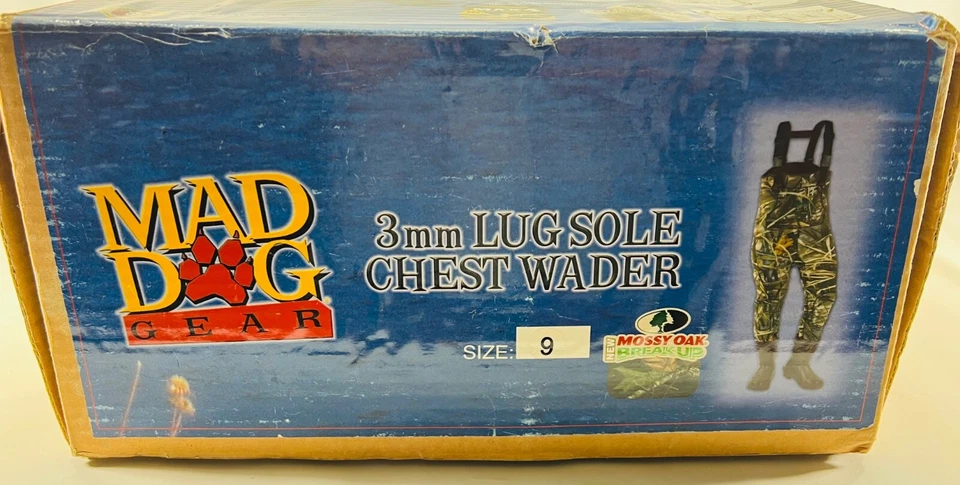 MAD
DOG
GEAR
3mm LUG SOLE
CHEST WADER
SIZE: 9
NEW
MOSSY OAK
BREAK-UP